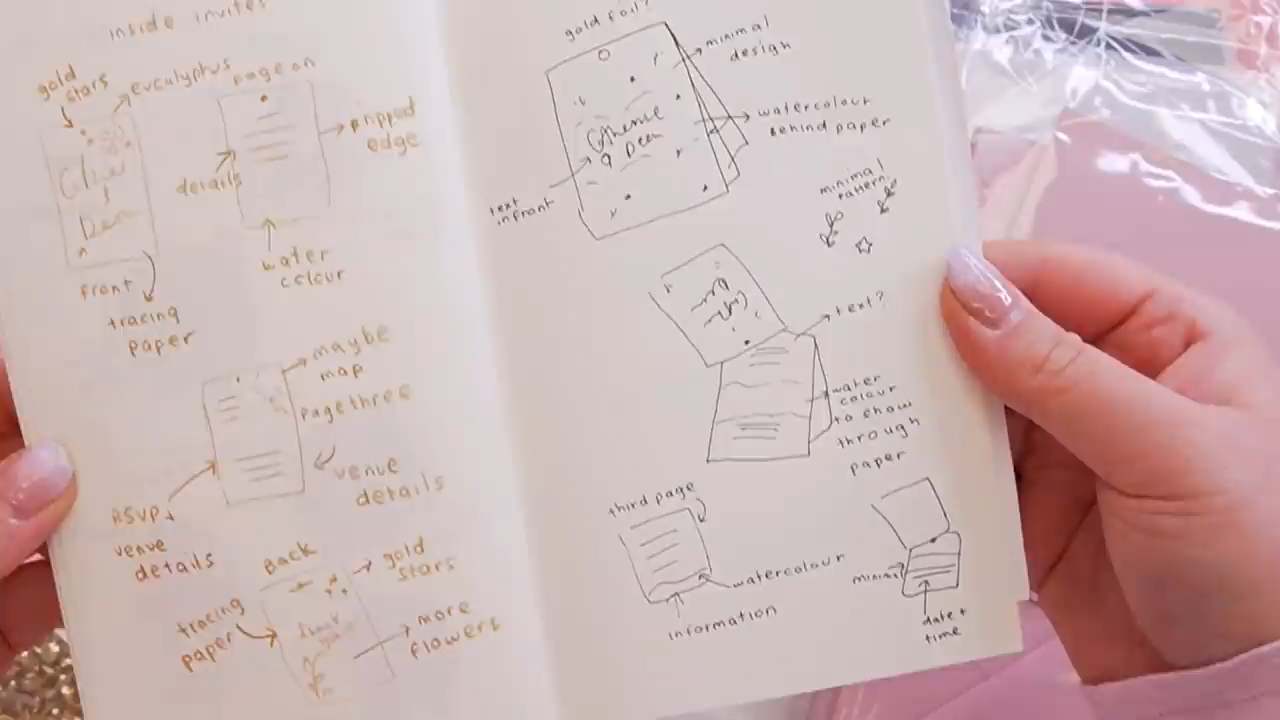 inside invites
gold
stars
eucalyptus
details
ripped
edge
water
colour
front
tracing
paper
maybe
map
page three
venue
details
RSVP +
venue
details
Back
gold
stars
tracing
paper
more
flowers
gold foil?
minimal
design
watercolour
behind paper
text
infront
minimal
pattern
text?
water
colour
to show
through
paper
third page
watercolour
information
minimal
date +
time